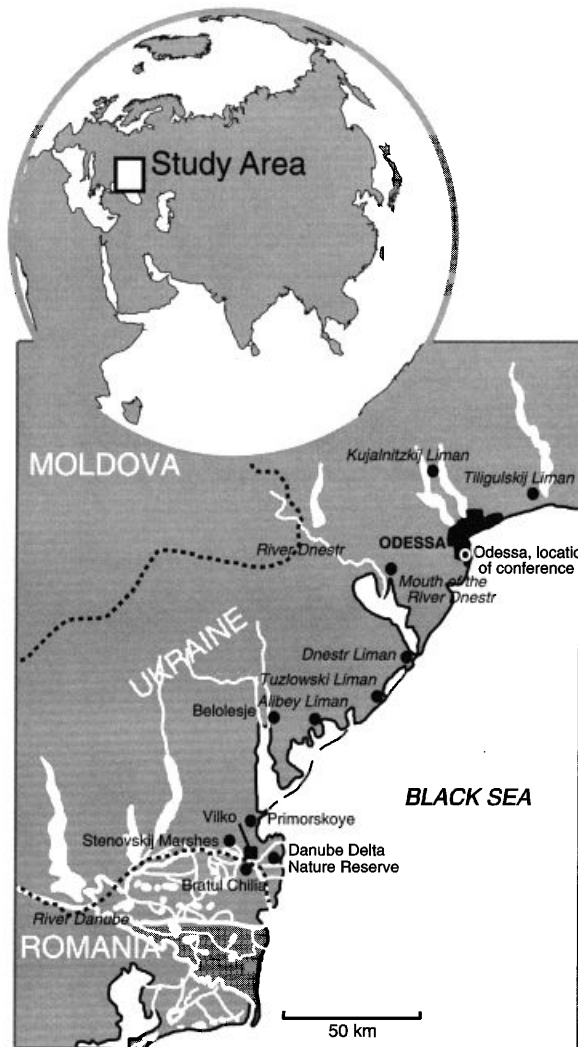 Study Area
MOLDOVA
Kujalnitzkij Liman
Tiligulskij Liman
ODESSA
Odessa, locatio
of conference
River Dnestr
Mouth of the
River Dnestr
UKRAINE
Dnestr Liman
Tuzlowski Liman
Alibey Liman
Belolesje
BLACK SEA
Vilko
Primorskoye
Stenovskij Marshes
Danube Delta
Nature Reserve
Bratul Chilia
River Danube
ROMANIA
50 km